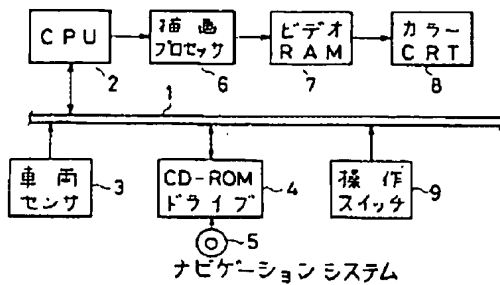 CPU
2
描画
プロセッサ
6
ビデオ
RAM
7
カラー
CRT
8
1
車両
センサ
3
CD-ROM
ドライブ
4
5
操作
スイッチ
9
ナビゲーションシステム